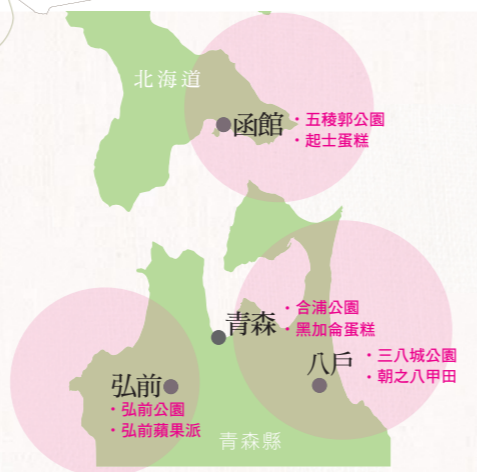 北海道
函館
・五稜郭公園
・起士蛋糕
青森
・合浦公園
・黑加侖蛋糕
八戶
・三八城公園
・朝之八甲田
弘前
・弘前公園
・弘前蘋果派
青森縣